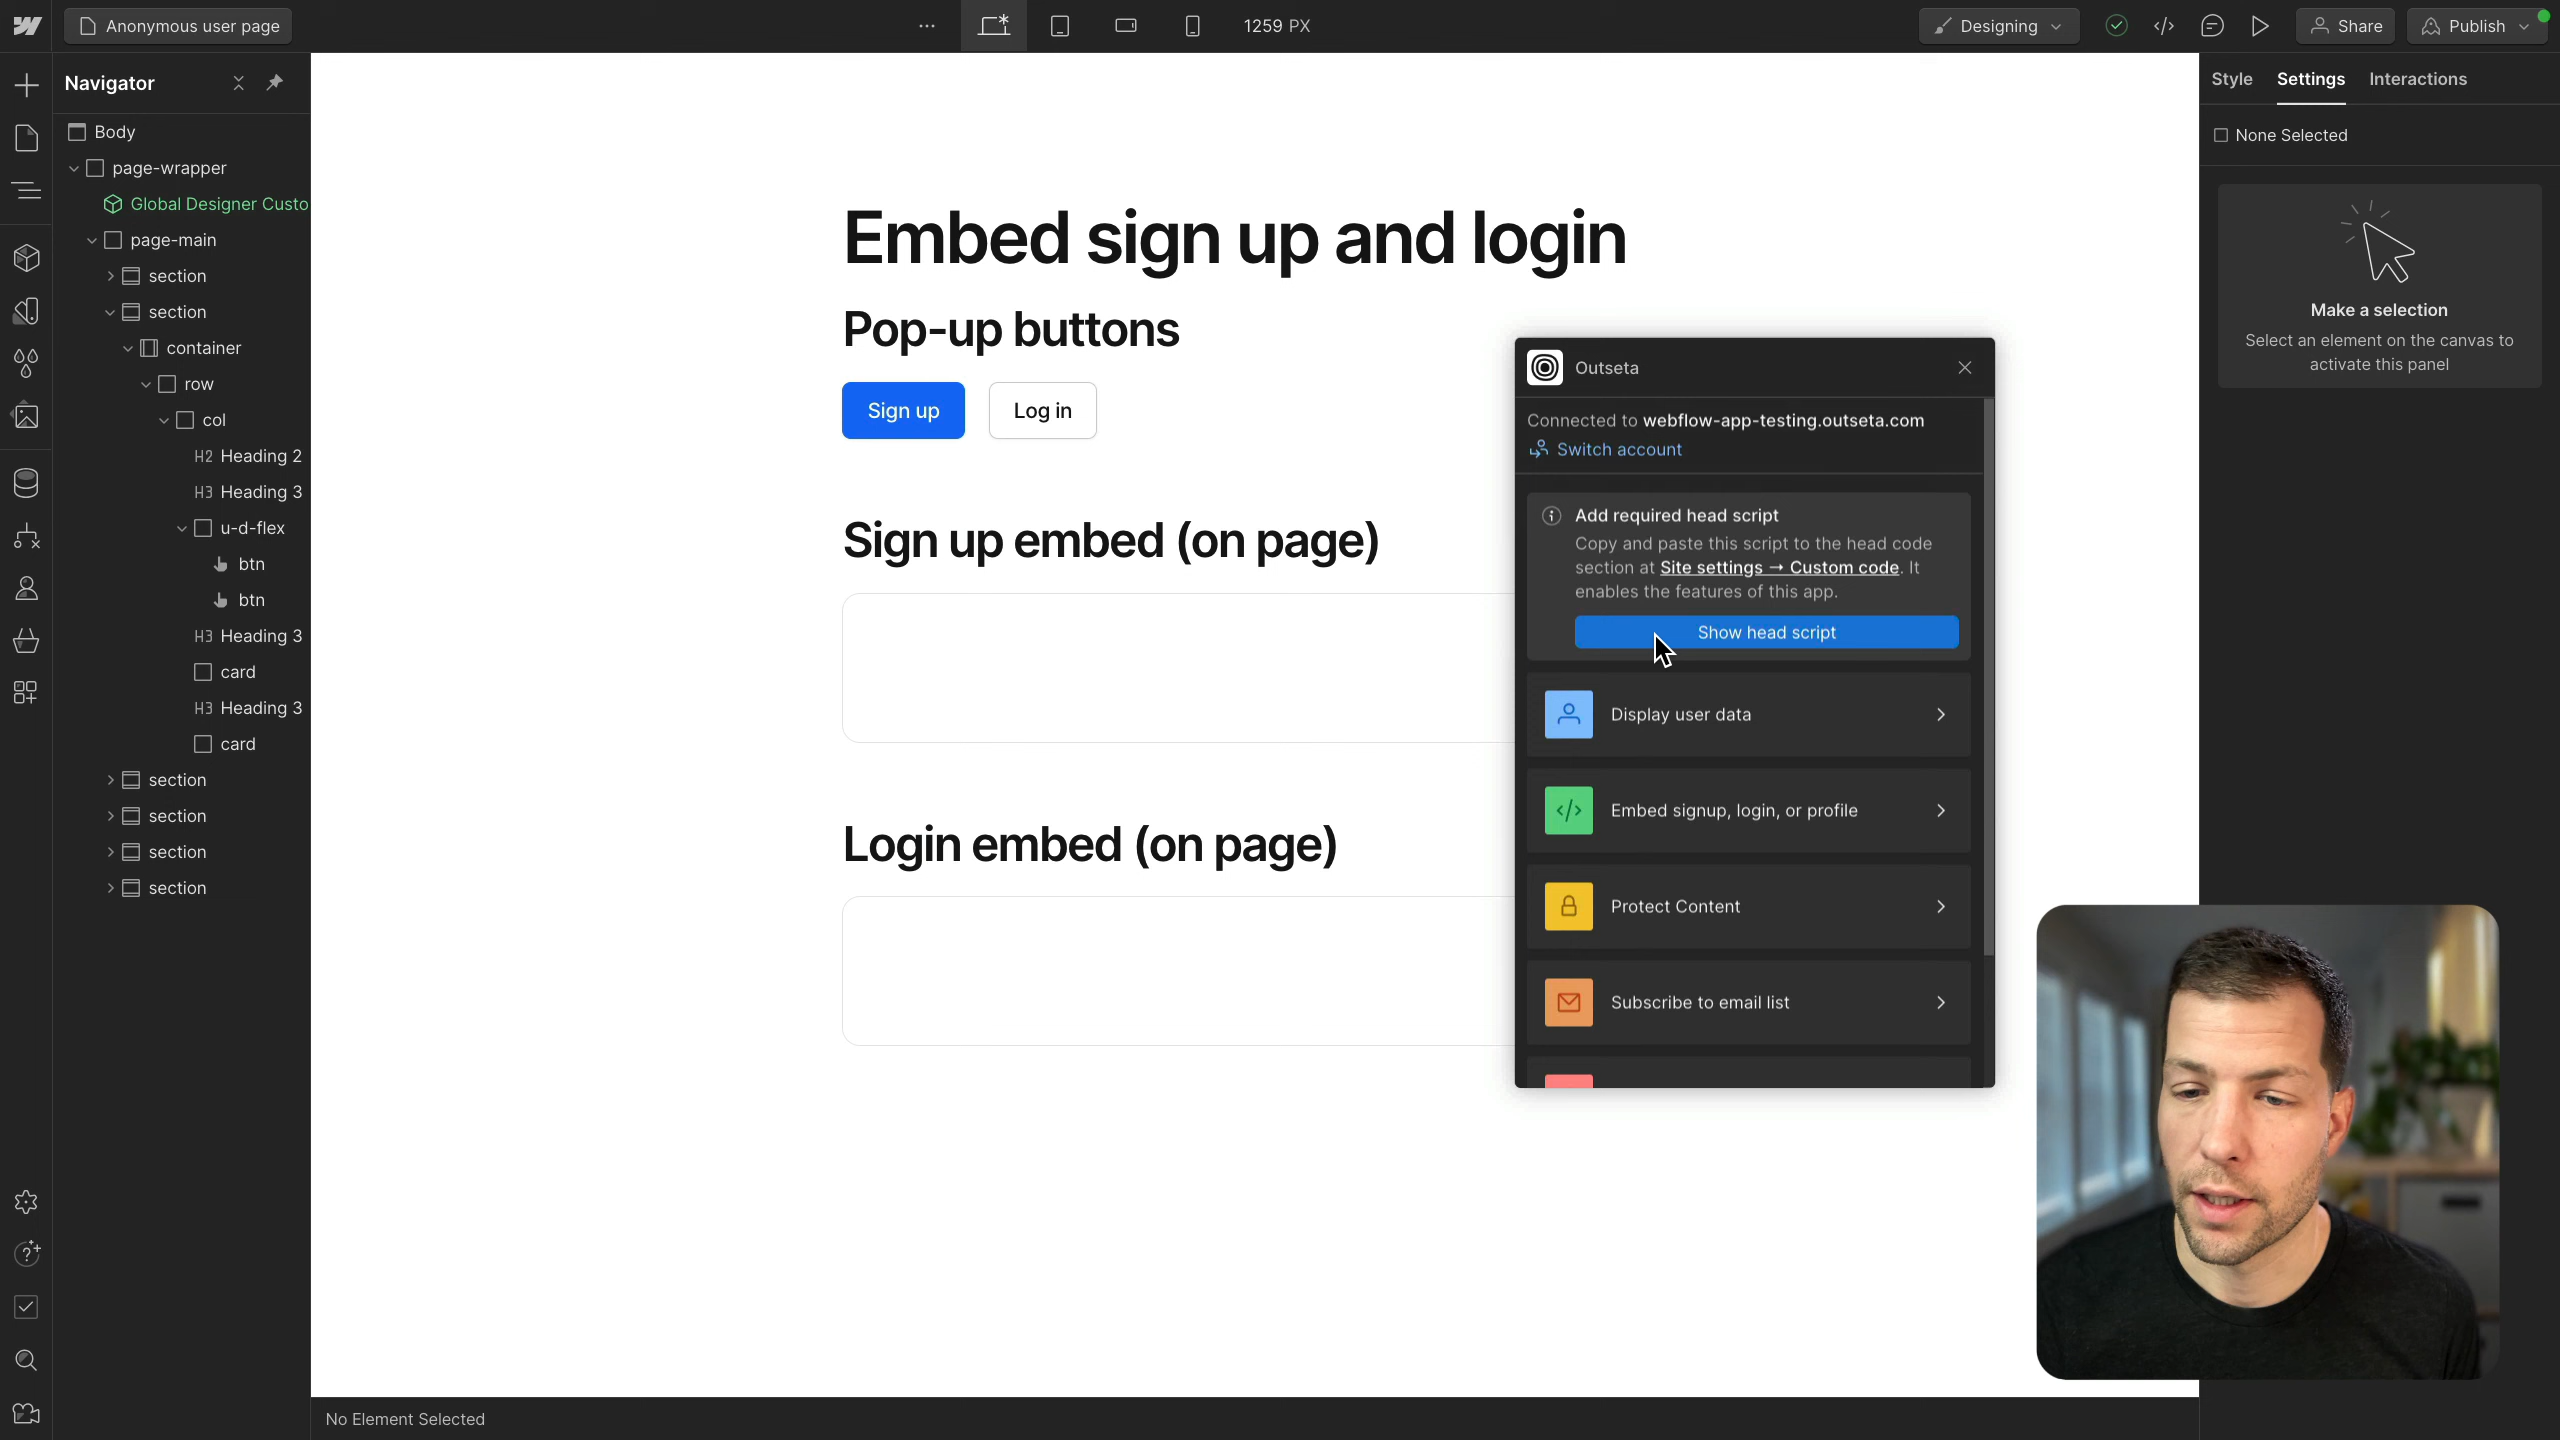 Anonymous user page
1259 PX
Designing
Share
Publish
Navigator
Body
page-wrapper
Global Designer Custo
page-main
section
section
container
row
col
H2 Heading 2
H3 Heading 3
u-d-flex
btn
btn
H3 Heading 3
card
H3 Heading 3
card
section
section
section
section
Embed sign up and login
Pop-up buttons
Sign up
Log in
Sign up embed (on page)
Login embed (on page)
Outseta
Connected to webflow-app-testing.outseta.com
Switch account
Add required head script
Copy and paste this script to the head code
section at Site settings → Custom code. It
enables the features of this app.
Show head script
Display user data
Embed signup, login, or profile
Protect Content
Subscribe to email list
Style Settings Interactions
None Selected
Make a selection
Select an element on the canvas to
activate this panel
No Element Selected